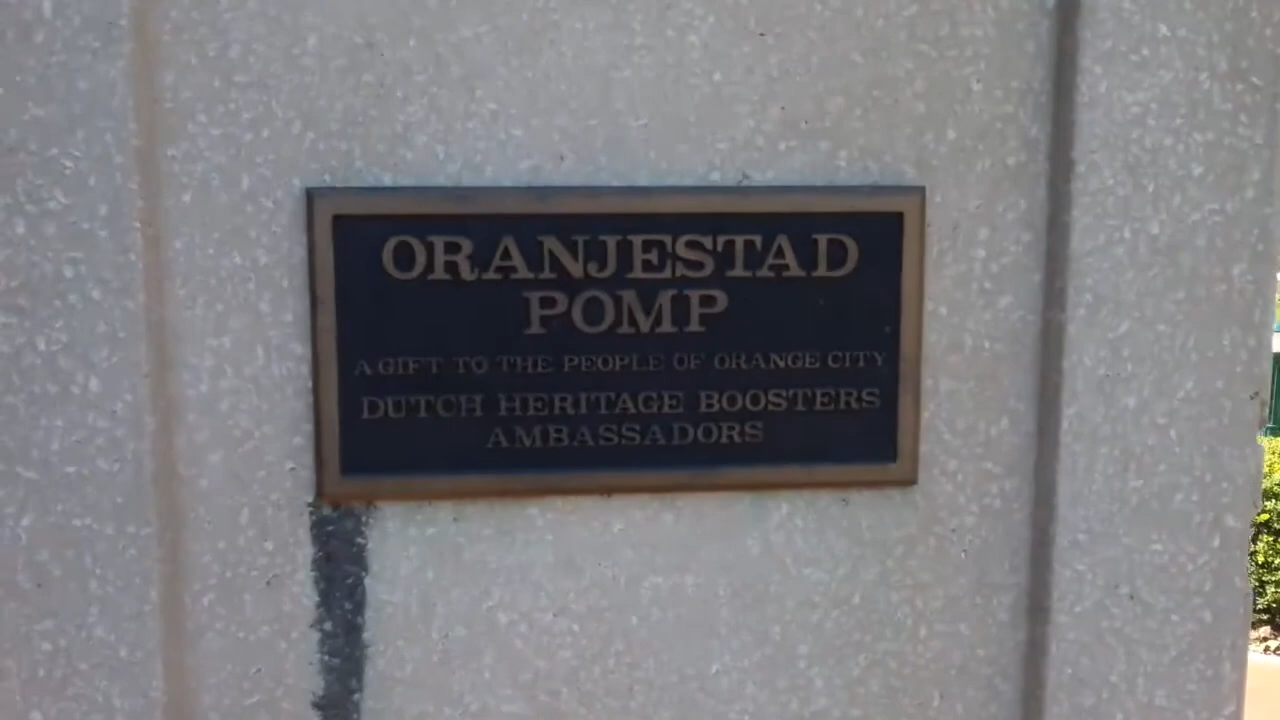 ORANJESTAD
POMP
A GIFT TO THE PEOPLE OF ORANGE CITY
DUTCH HERITAGE BOOSTERS
AMBASSADORS